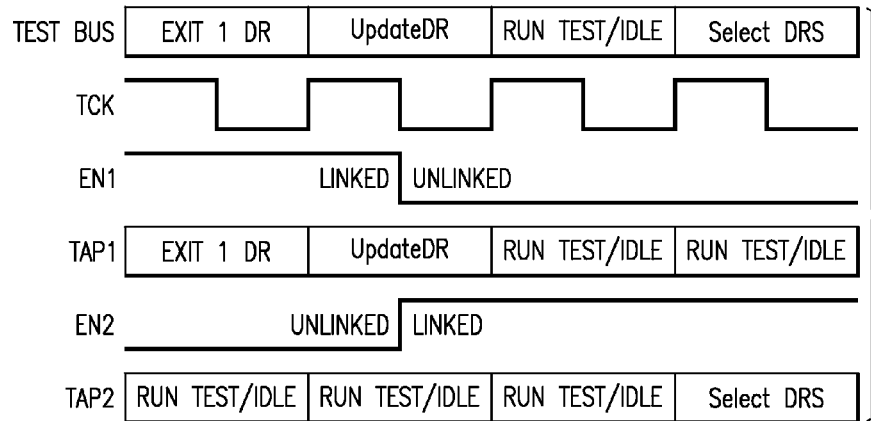 TEST BUS EXIT 1 DR UpdateDR RUN TEST/IDLE Select DRS
TCK
EN1 LINKED UNLINKED
TAP1 EXIT 1 DR UpdateDR RUN TEST/IDLE RUN TEST/IDLE
EN2 UNLINKED LINKED
TAP2 RUN TEST/IDLE RUN TEST/IDLE RUN TEST/IDLE Select DRS